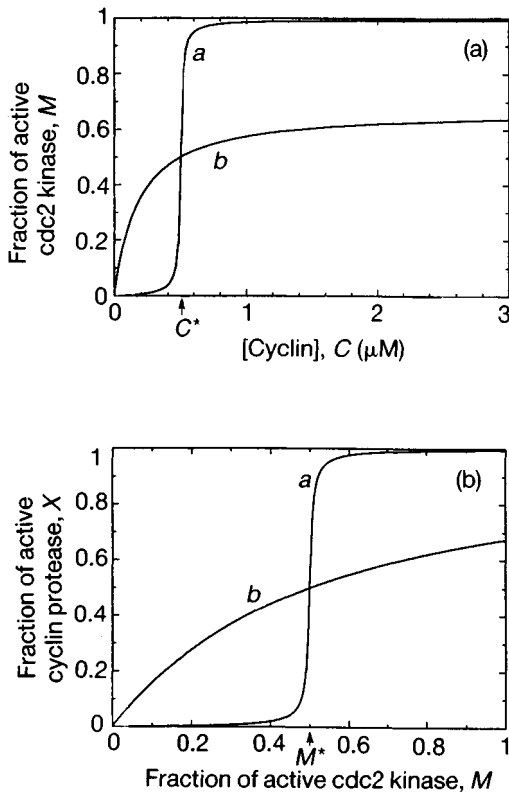 1
0.8
0.6
0.4
0.2
0
Fraction of active
cdc2 kinase, M
a
b
(a)
0
1
2
3
C*
[Cyclin], C (μM)
1
0.8
0.6
0.4
0.2
0
Fraction of active
cyclin protease, X
a
b
(b)
0
0.2
0.4
0.6
0.8
1
M*
Fraction of active cdc2 kinase, M